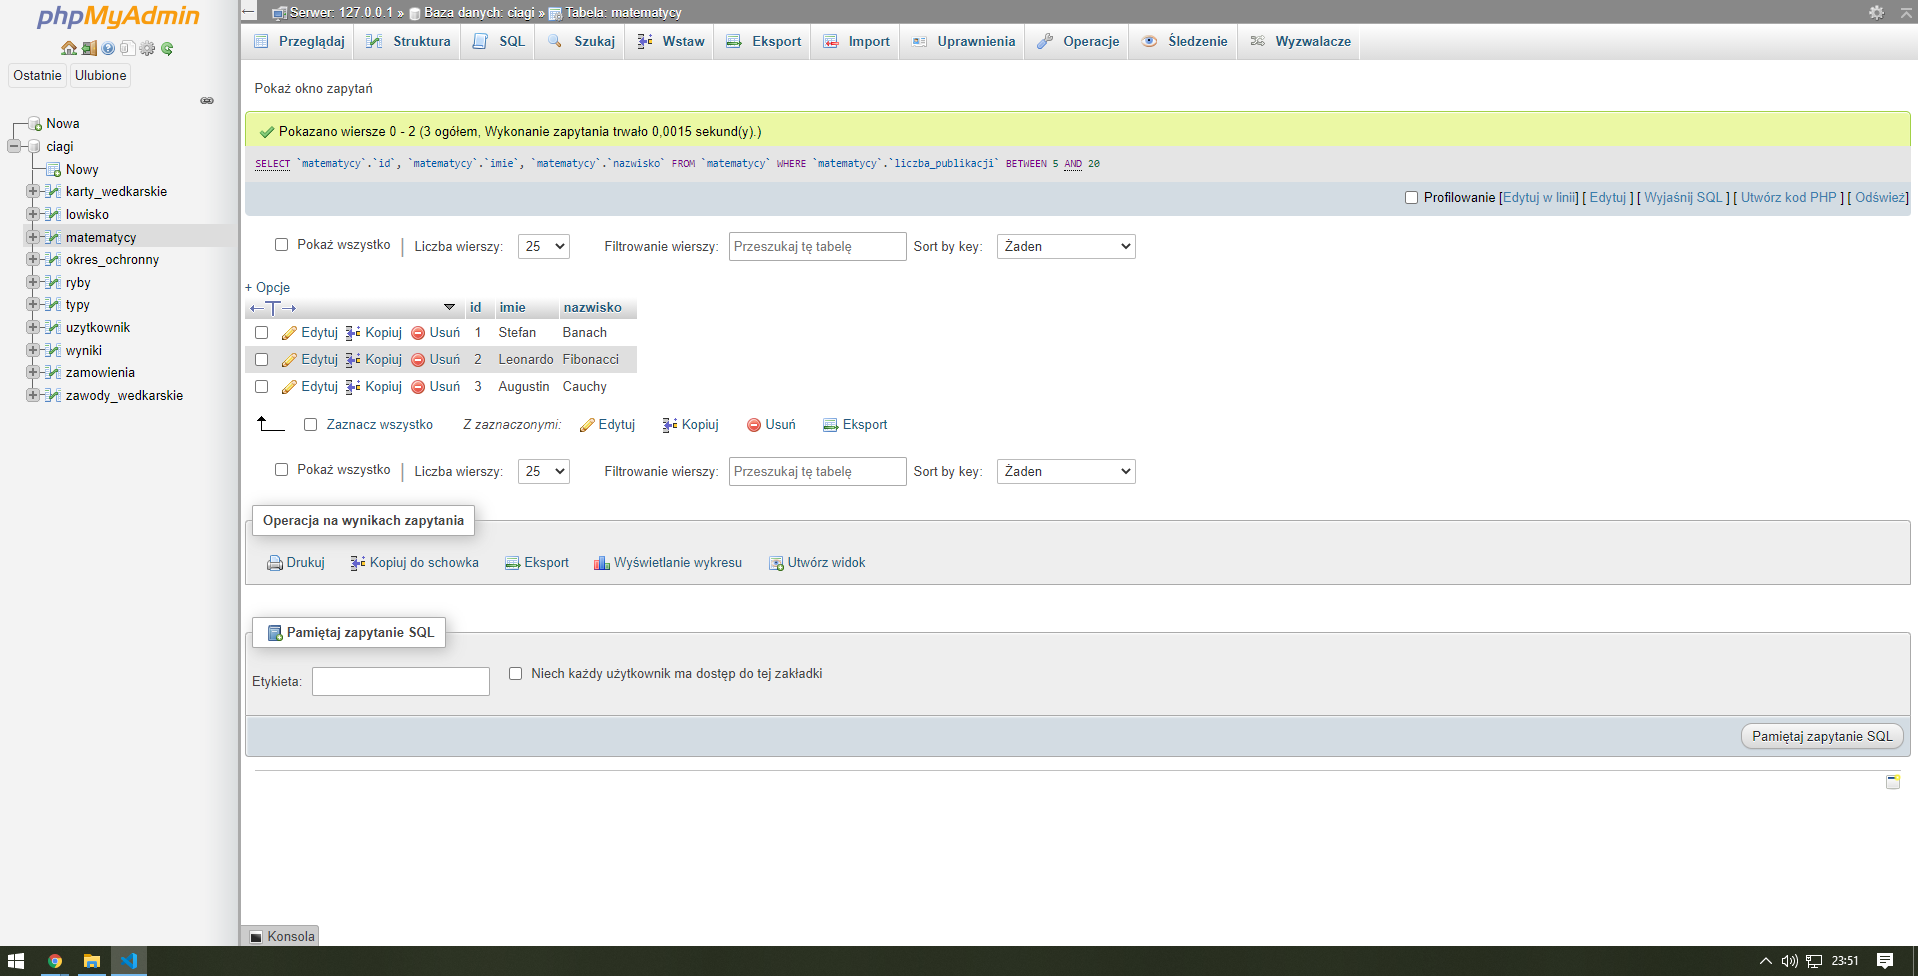 phpMyAdmin
Ostatnie Ulubione
Nowa
ciagi
Nowy
karty_wedkarskie
lowisko
matematycy
okres_ochronny
ryby
typy
uzytkownik
wyniki
zamowienia
zawody_wedkarskie
Serwer: 127.0.0.1 » Baza danych: ciagi » Tabela: matematycy
Przeglądaj Struktura SQL Szukaj Wstaw Eksport Import Uprawnienia Operacje Śledzenie Wyzwalacze
Pokaż okno zapytań
Pokazano wiersze 0 - 2 (3 ogółem, Wykonanie zapytania trwało 0,0015 sekund(y).)
SELECT `matematycy`.`id`, `matematycy`.`imie`, `matematycy`.`nazwisko` FROM `matematycy` WHERE `matematycy`.`liczba_publikacji` BETWEEN 5 AND 20
Profilowanie [Edytuj w linii] [ Edytuj ] [ Wyjaśnij SQL ] [ Utwórz kod PHP ] [ Odśwież]
Pokaż wszystko | Liczba wierszy: 25 Filtrowanie wierszy: Przeszukaj tę tabelę Sort by key: Żaden
+ Opcje
←T→ id imie nazwisko
Edytuj Kopiuj Usuń 1 Stefan Banach
Edytuj Kopiuj Usuń 2 Leonardo Fibonacci
Edytuj Kopiuj Usuń 3 Augustin Cauchy
Zaznacz wszystko Z zaznaczonymi: Edytuj Kopiuj Usuń Eksport
Pokaż wszystko | Liczba wierszy: 25 Filtrowanie wierszy: Przeszukaj tę tabelę Sort by key: Żaden
Operacja na wynikach zapytania
Drukuj Kopiuj do schowka Eksport Wyświetlanie wykresu Utwórz widok
Pamiętaj zapytanie SQL
Etykieta: Niech każdy użytkownik ma dostęp do tej zakładki
Pamiętaj zapytanie SQL
Konsola
23:51